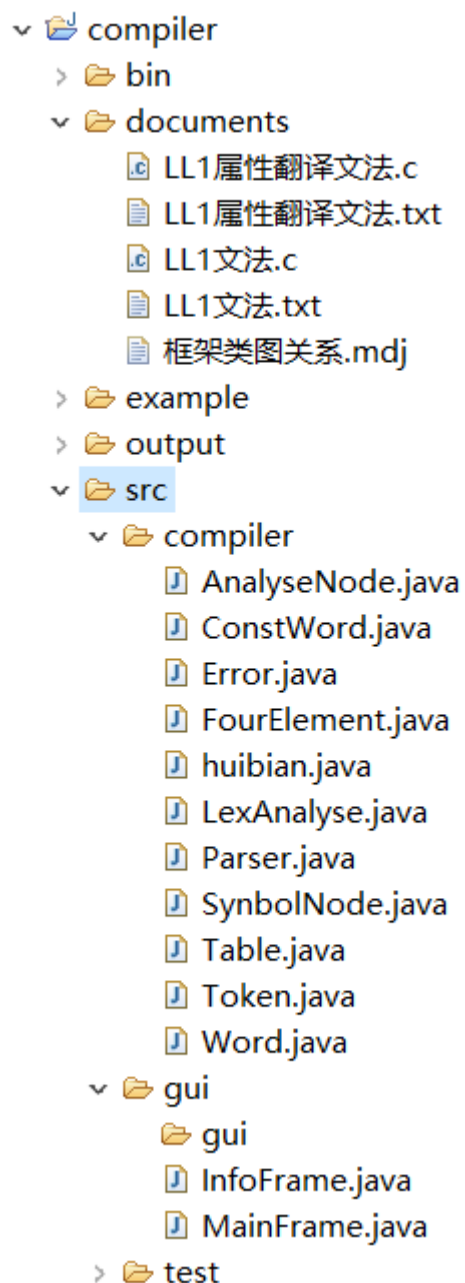 compiler
bin
documents
LL1属性翻译文法.c
LL1属性翻译文法.txt
LL1文法.c
LL1文法.txt
框架类图关系.mdj
example
output
src
compiler
AnalyseNode.java
ConstWord.java
Error.java
FourElement.java
huibian.java
LexAnalyse.java
Parser.java
SynbolNode.java
Table.java
Token.java
Word.java
gui
gui
InfoFrame.java
MainFrame.java
test